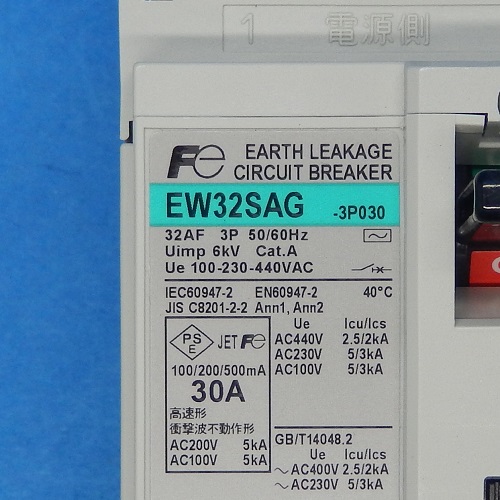 1 電源側
Fe EARTH LEAKAGE
CIRCUIT BREAKER
EW32SAG -3P030
32AF 3P 50/60Hz
Uimp 6kV Cat.A
Ue 100-230-440VAC
IEC60947-2 EN60947-2 40°C
JIS C8201-2-2 Ann1, Ann2
Ue Icu/Ics
AC440V 2.5/2kA
AC230V 5/3kA
AC100V 5/3kA
PS
E JET Fe
100/200/500mA
30A
高速形
衝撃波不動作形
AC200V 5kA
AC100V 5kA
GB/T14048.2
Ue Icu/Ics
~AC400V 2.5/2kA
~AC230V 5/3kA